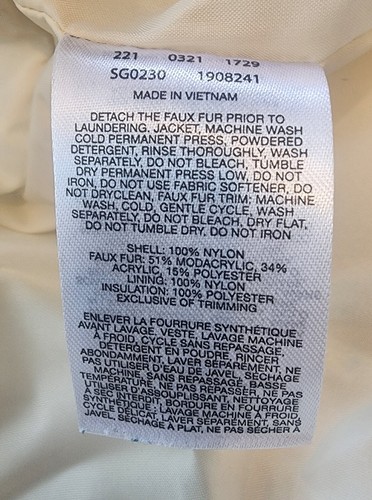 221 0321 1729
SG0230 1908241
MADE IN VIETNAM
DETACH THE FAUX FUR PRIOR TO
LAUNDERING. JACKET, MACHINE WASH
COLD PERMANENT PRESS, POWDERED
DETERGENT, RINSE THOROUGHLY, WASH
SEPARATELY, DO NOT BLEACH, TUMBLE
DRY PERMANENT PRESS LOW, DO NOT
IRON, DO NOT USE FABRIC SOFTENER, DO
NOT DRYCLEAN, FAUX FUR TRIM: MACHINE
WASH, COLD, GENTLE CYCLE, WASH
SEPARATELY, DO NOT BLEACH, DRY FLAT,
DO NOT TUMBLE DRY, DO NOT IRON
SHELL: 100% NYLON
FAUX FUR: 51% MODACRYLIC, 34%
ACRYLIC, 15% POLYESTER
LINING: 100% NYLON
INSULATION: 100% POLYESTER
EXCLUSIVE OF TRIMMING
ENLEVER LA FOURRURE SYNTHÉTIQUE
AVANT LAVAGE, VESTE, LAVAGE MACHINE
À FROID, CYCLE SANS REPASSAGE,
DETERGENT EN POUDRE, RINCER
ABONDAMMENT, LAVER SÉPARÉMENT, NE
PAS UTILISER D'EAU DE JAVEL, SÉCHAGE
MACHINE, SANS REPASSAGE, BASSE
TEMPÉRATURE, NE PAS REPASSER, NE PAS
UTILISER D'ASSOUPLISSANT, NETTOYAGE
À SEC INTERDIT, BORDURE EN FOURRURE
SYNTHÉTIQUE: LAVAGE MACHINE À FROID,
CYCLE DÉLICAT, LAVER SÉPARÉMENT, SANS
JAVEL, SÉCHAGE À PLAT, NE PAS SÉCHER À